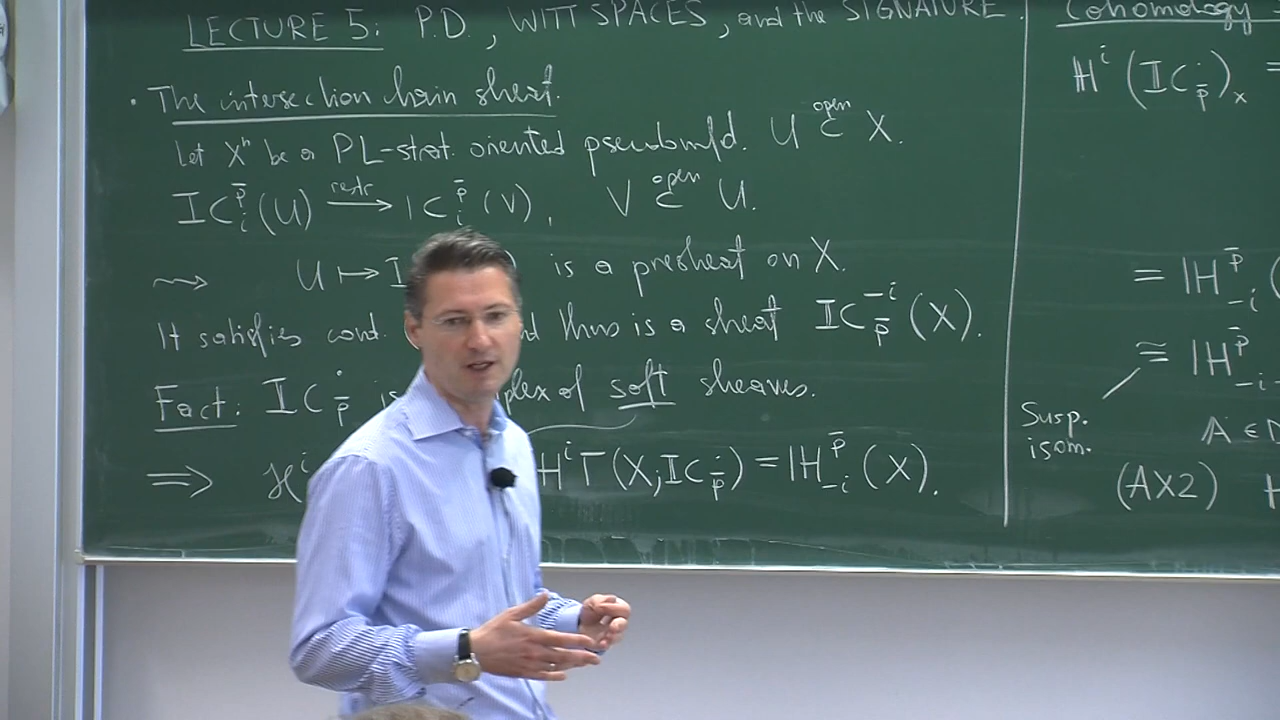 LECTURE 5: P.D., WITT SPACES, and the SIGNATURE.
· The intersection chain sheaf.
Let Xⁿ be a PL-strat. oriented pseudomfd. U ⊂ᵒᵖᵉⁿ X.
IC_i^p̄(U) —restr→ IC_i^p̄(V), V ⊂ᵒᵖᵉⁿ U.
⇝ U ↦ I is a presheaf on X.
It satisfies cond. thus is a sheaf IC_p̄^{-i}(X).
Fact: IC_p̄^• is plex of soft sheaves.
⟹ ℋ^i H^iΓ(X; IC_p̄^•) = IH_{-i}^p̄(X).
Cohomology
ℍ^i(IC_p̄^•)_x =
= IH_{-i}^p̄(
≅ IH_{-i-}^p̄
Susp.
isom.
(AX2)